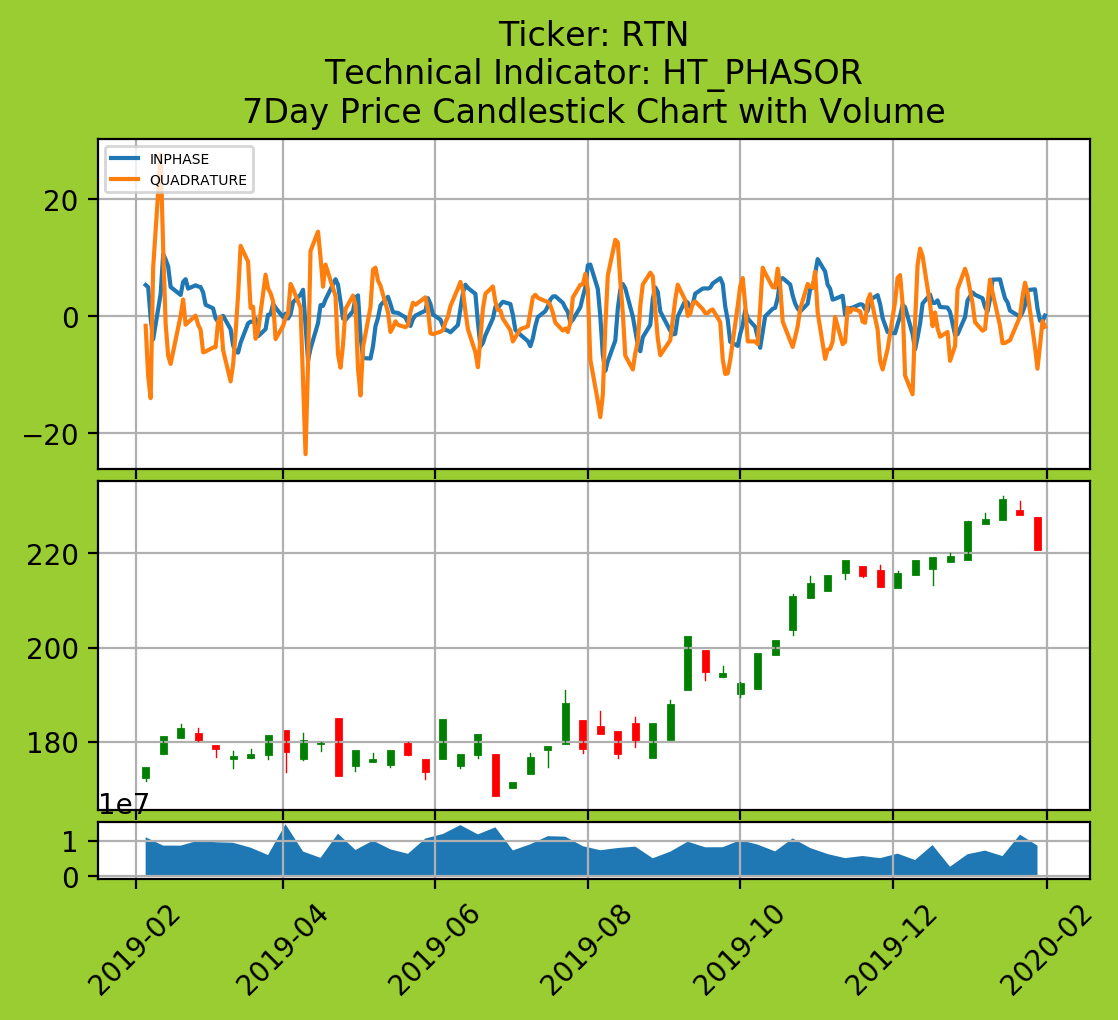 Ticker: RTN
Technical Indicator: HT_PHASOR
7Day Price Candlestick Chart with Volume
INPHASE
QUADRATURE
20
0
−20
220
200
180
1e7
1
0
2019-02
2019-04
2019-06
2019-08
2019-10
2019-12
2020-02